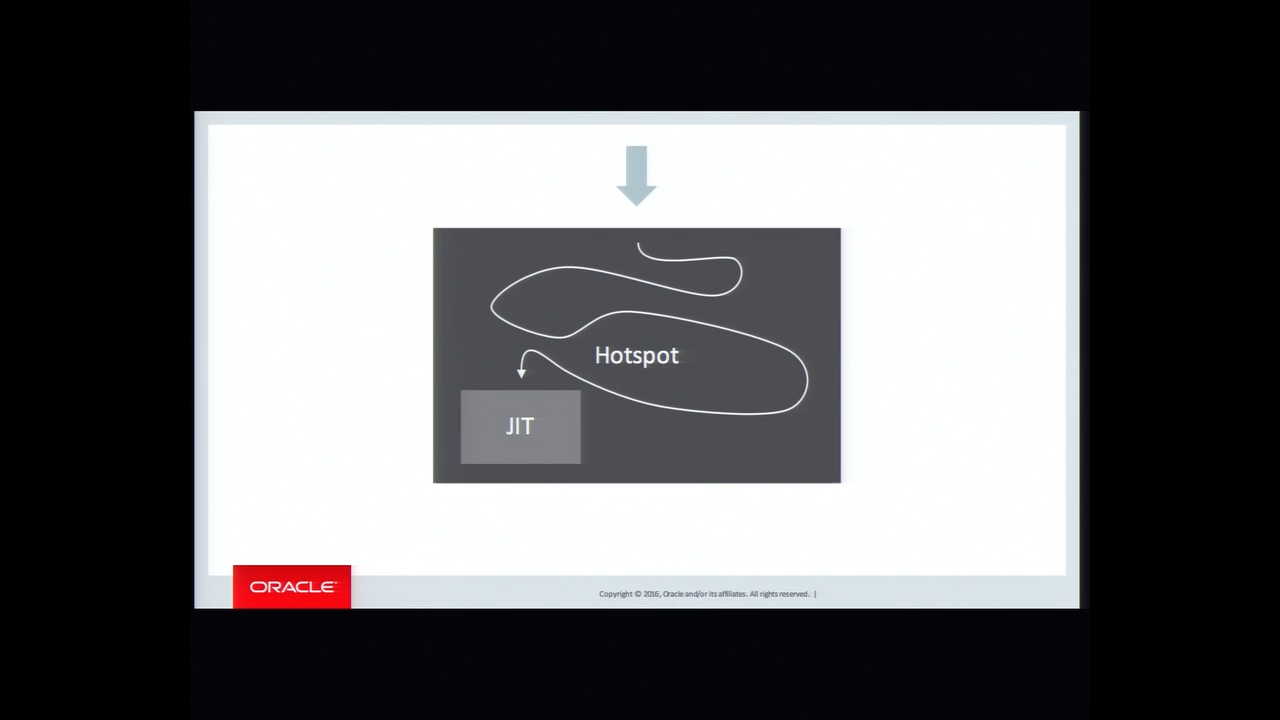 Hotspot
JIT
ORACLE
Copyright © 2016, Oracle and/or its affiliates. All rights reserved. |